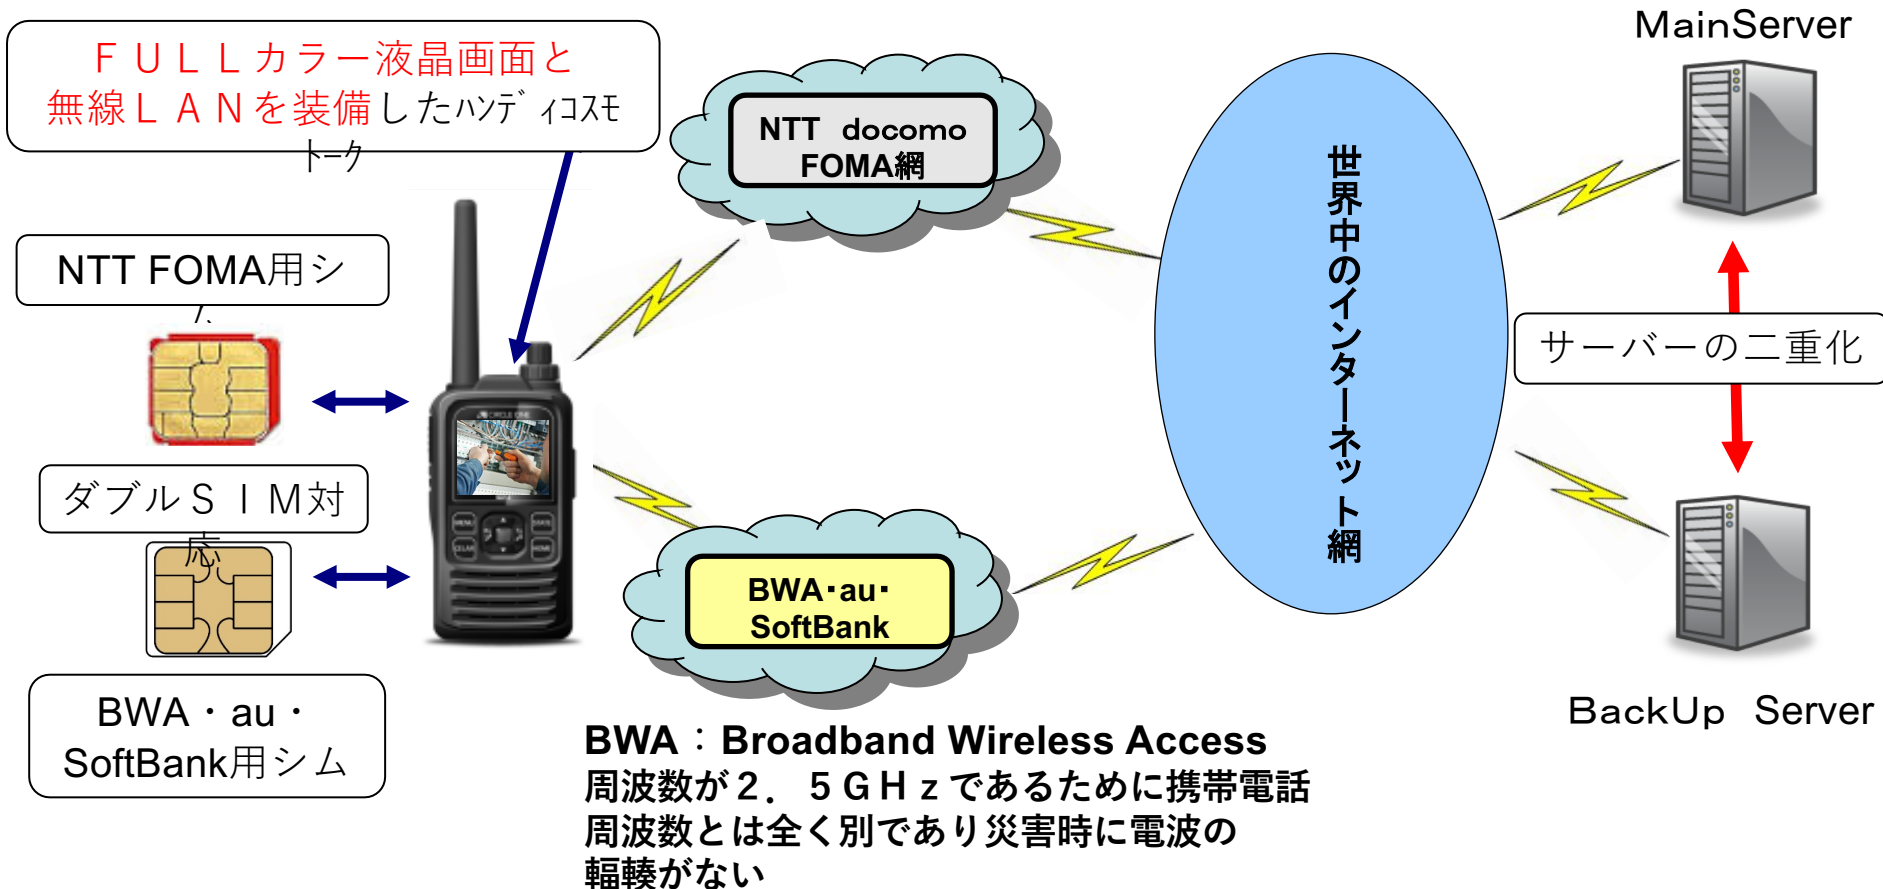 MainServer
ＦＵＬＬカラー液晶画面と
無線ＬＡＮを装備したﾊﾝﾃﾞｨｺｽﾓ
ﾄｰｸ
NTT docomo
FOMA網
世界中のインターネット網
NTT FOMA用シ
ム
サーバーの二重化
CIRCLE ONE
ダブルＳＩＭ対
応
MENU
STATE
CELAR
HOME
BWA･au･
SoftBank
BWA・au・
SoftBank用シム
BackUp Server
BWA：Broadband Wireless Access
周波数が２．５ＧＨｚであるために携帯電話
周波数とは全く別であり災害時に電波の
輻輳がない